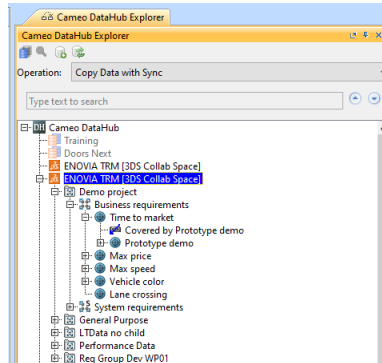 Cameo DataHub Explorer
Cameo DataHub Explorer
Operation: Copy Data with Sync
Type text to search
DH Cameo DataHub
Training
Doors Next
ENOVIA TRM [3DS Collab Space]
ENOVIA TRM [3DS Collab Space]
Demo project
Business requirements
Time to market
Covered by Prototype demo
Prototype demo
Max price
Max speed
Vehicle color
Lane crossing
System requirements
General Purpose
LTData no child
Performance Data
Req Group Dev WP01